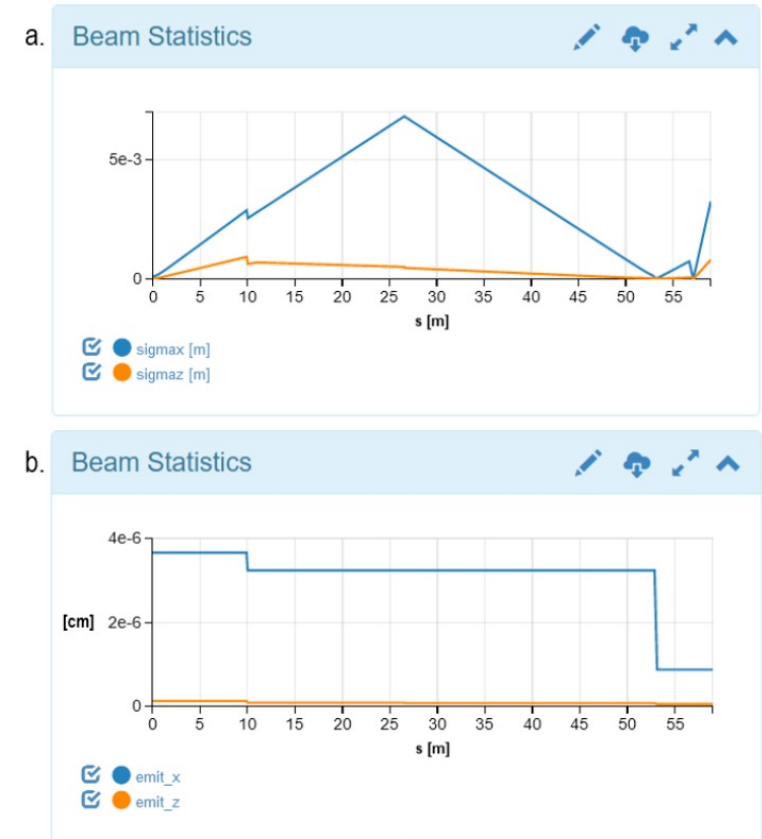 a. Beam Statistics
5e-3
0
0 5 10 15 20 25 30 35 40 45 50 55
s [m]
sigmax [m]
sigmaz [m]
b. Beam Statistics
4e-6
[cm] 2e-6
0
0 5 10 15 20 25 30 35 40 45 50 55
s [m]
emit_x
emit_z